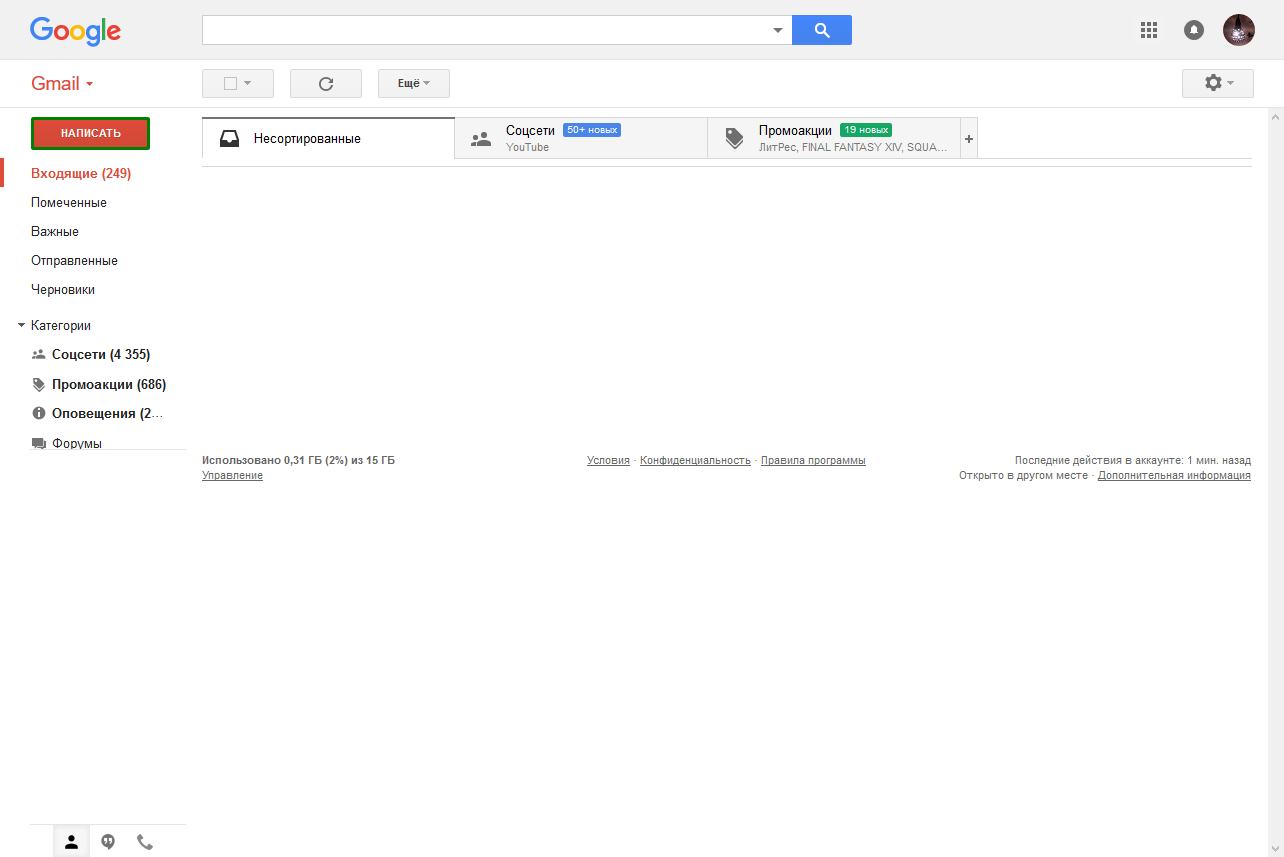 Google
Gmail
Ещё
НАПИСАТЬ
Входящие (249)
Помеченные
Важные
Отправленные
Черновики
Категории
Соцсети (4 355)
Промоакции (686)
Оповещения (2...
Форумы
Несортированные
Соцсети 50+ новых
YouTube
Промоакции 19 новых
ЛитРес, FINAL FANTASY XIV, SQUA...
+
Использовано 0,31 ГБ (2%) из 15 ГБ
Управление
Условия · Конфиденциальность · Правила программы
Последние действия в аккаунте: 1 мин. назад
Открыто в другом месте · Дополнительная информация